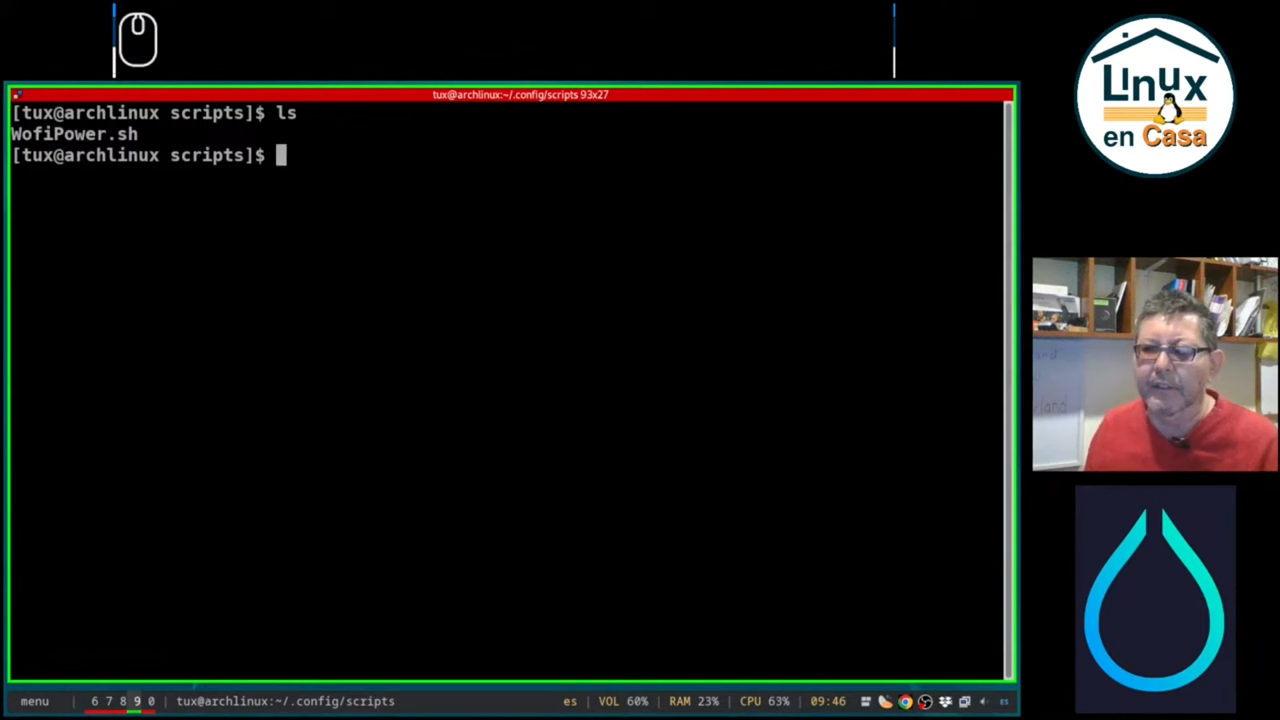 tux@archlinux:~/.config/scripts 93x27
[tux@archlinux scripts]$ ls
WofiPower.sh
[tux@archlinux scripts]$
menu | 6 7 8 9 0 | tux@archlinux:~/.config/scripts
es | VOL 60% | RAM 23% | CPU 63% | 09:46
ES
Linux
en Casa